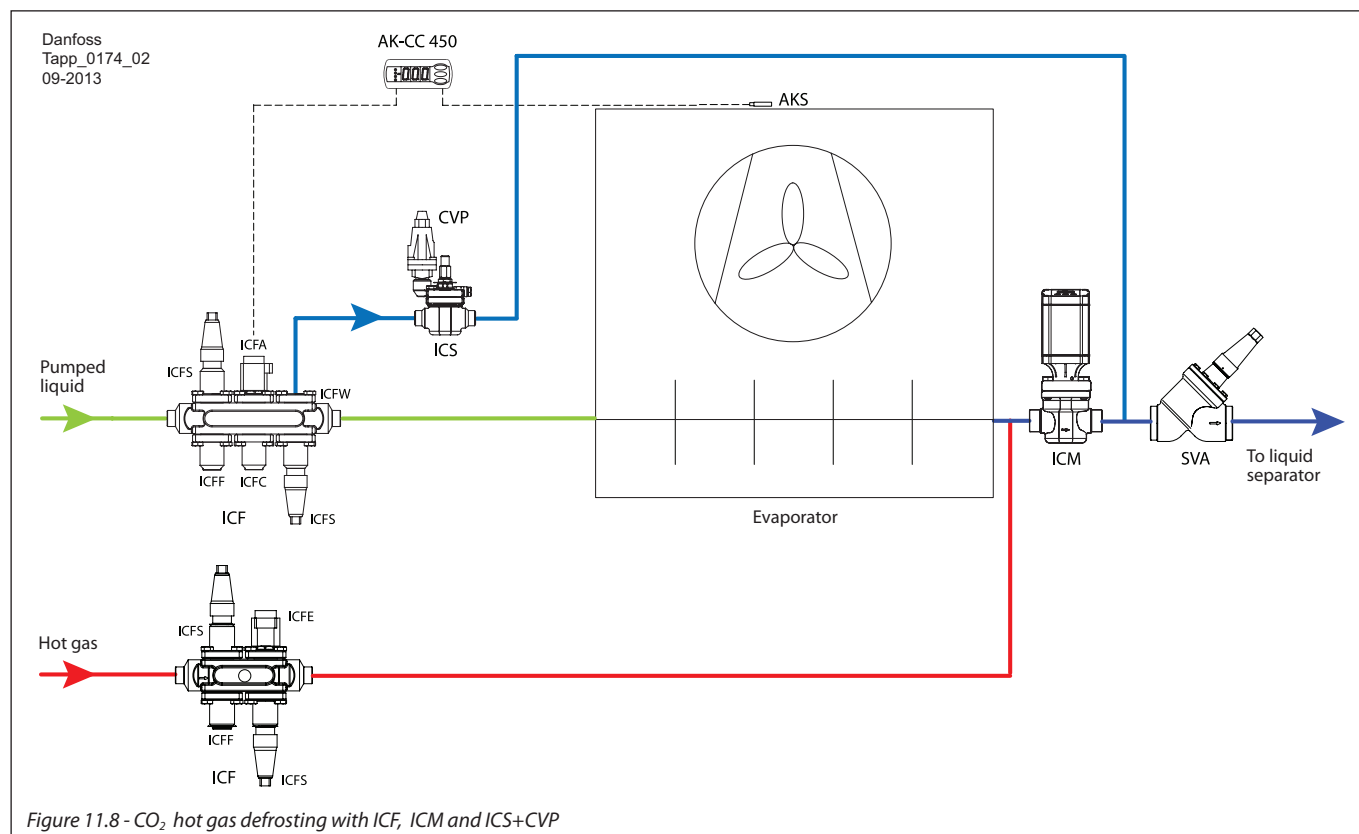 Danfoss
Tapp_0174_02
09-2013
AK-CC 450
AKS
CVP
ICS
ICFA
ICFS
Pumped
liquid
ICFW
ICFF
ICFC
ICFS
ICF
Evaporator
ICM
SVA
To liquid
separator
ICFS
ICFE
Hot gas
ICFF
ICFS
ICF
Figure 11.8 - CO₂ hot gas defrosting with ICF, ICM and ICS+CVP